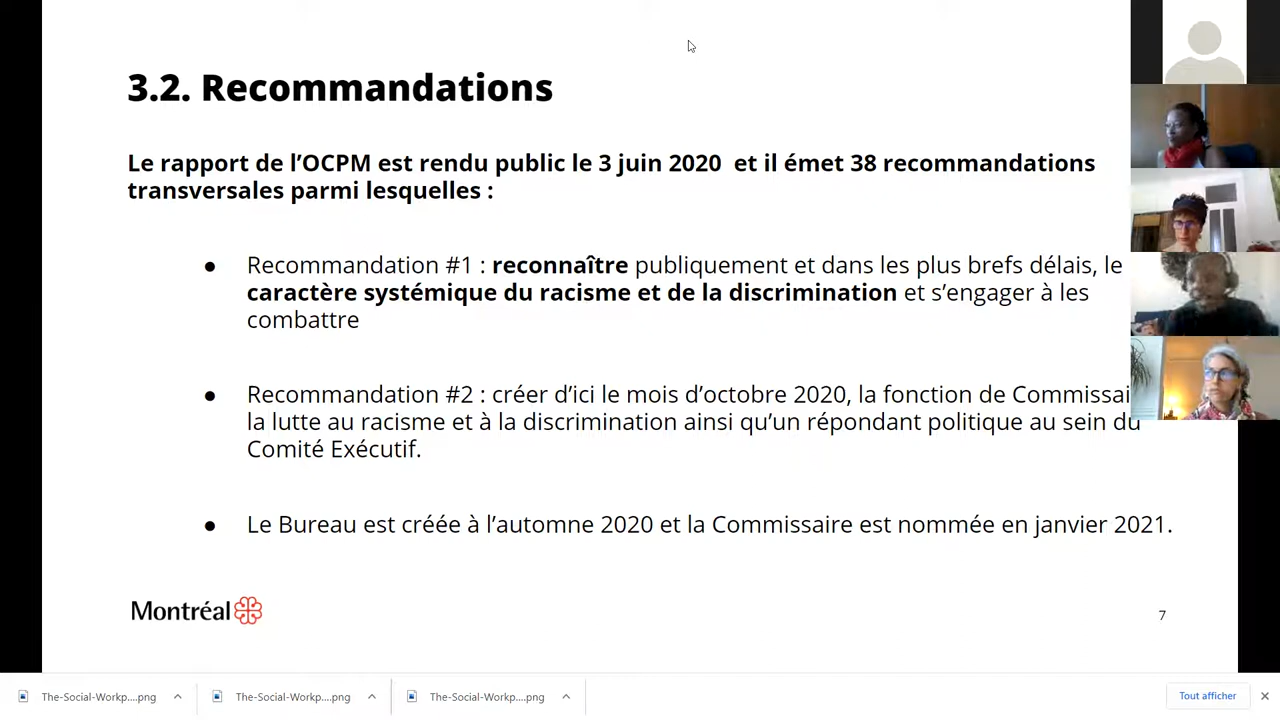 3.2. Recommandations
Le rapport de l’OCPM est rendu public le 3 juin 2020 et il émet 38 recommandations
transversales parmi lesquelles :
● Recommandation #1 : reconnaître publiquement et dans les plus brefs délais, le
caractère systémique du racisme et de la discrimination et s’engager à les
combattre
● Recommandation #2 : créer d’ici le mois d’octobre 2020, la fonction de Commissai
la lutte au racisme et à la discrimination ainsi qu’un répondant politique au sein du
Comité Exécutif.
● Le Bureau est créée à l’automne 2020 et la Commissaire est nommée en janvier 2021.
Montréal
7
The-Social-Workp....png
The-Social-Workp....png
The-Social-Workp....png
Tout afficher